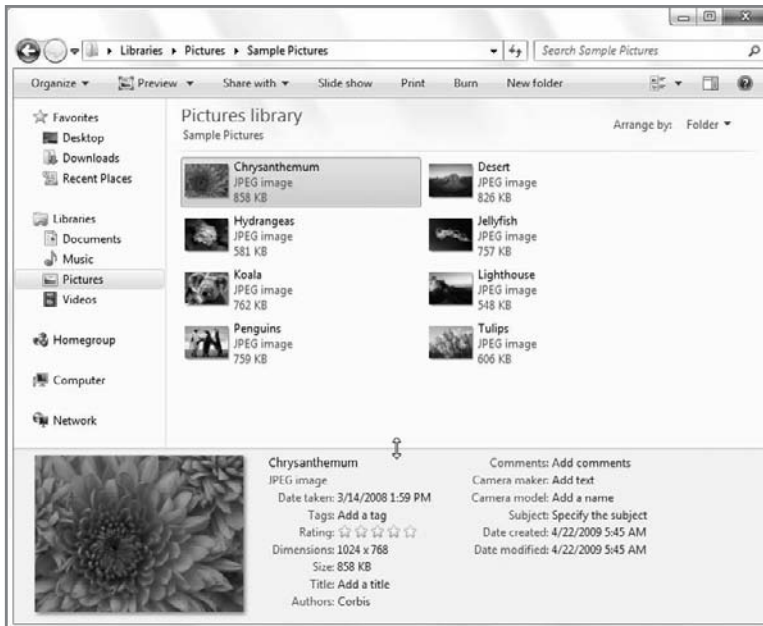 Libraries ▸ Pictures ▸ Sample Pictures
Search Sample Pictures
Organize Preview Share with Slide show Print Burn New folder
Favorites
Desktop
Downloads
Recent Places
Libraries
Documents
Music
Pictures
Videos
Homegroup
Computer
Network
Pictures library
Sample Pictures
Arrange by: Folder
Chrysanthemum
JPEG image
858 KB
Desert
JPEG image
826 KB
Hydrangeas
JPEG image
581 KB
Jellyfish
JPEG image
757 KB
Koala
JPEG image
762 KB
Lighthouse
JPEG image
548 KB
Penguins
JPEG image
759 KB
Tulips
JPEG image
606 KB
Chrysanthemum
JPEG image
Date taken: 3/14/2008 1:59 PM
Tags: Add a tag
Rating:
Dimensions: 1024 x 768
Size: 858 KB
Title: Add a title
Authors: Corbis
Comments: Add comments
Camera maker: Add text
Camera model: Add a name
Subject: Specify the subject
Date created: 4/22/2009 5:45 AM
Date modified: 4/22/2009 5:45 AM